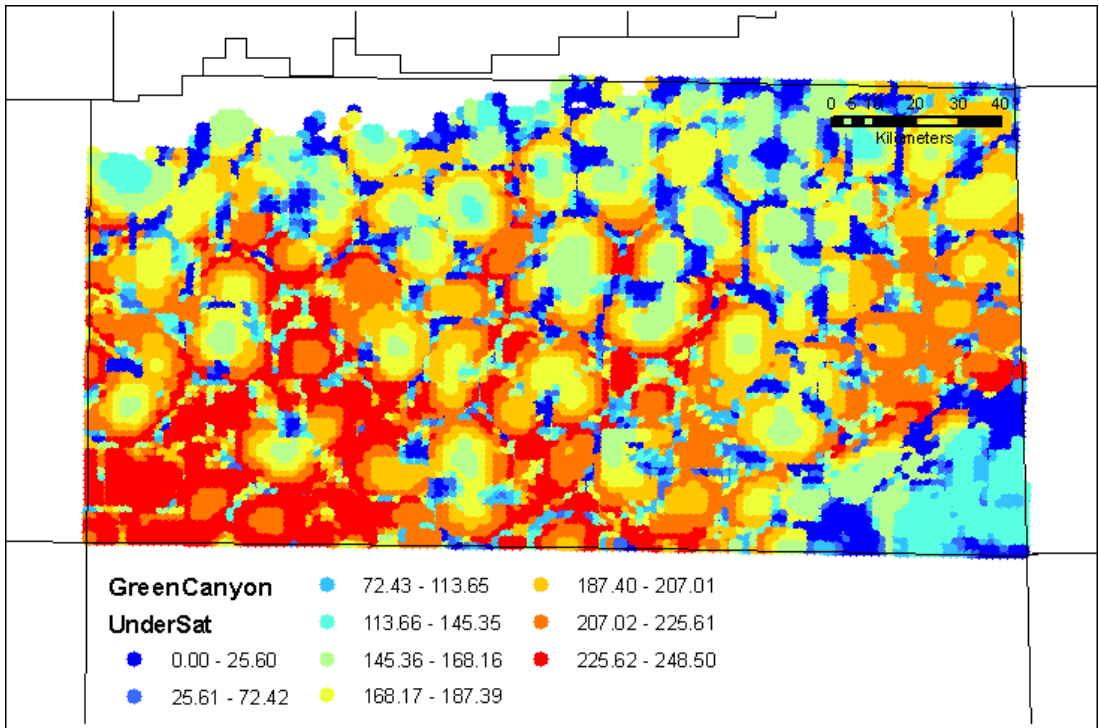 0 5 10 20 30 40
Kilometers
GreenCanyon
UnderSat
0.00 - 25.60
25.61 - 72.42
72.43 - 113.65
113.66 - 145.35
145.36 - 168.16
168.17 - 187.39
187.40 - 207.01
207.02 - 225.61
225.62 - 248.50